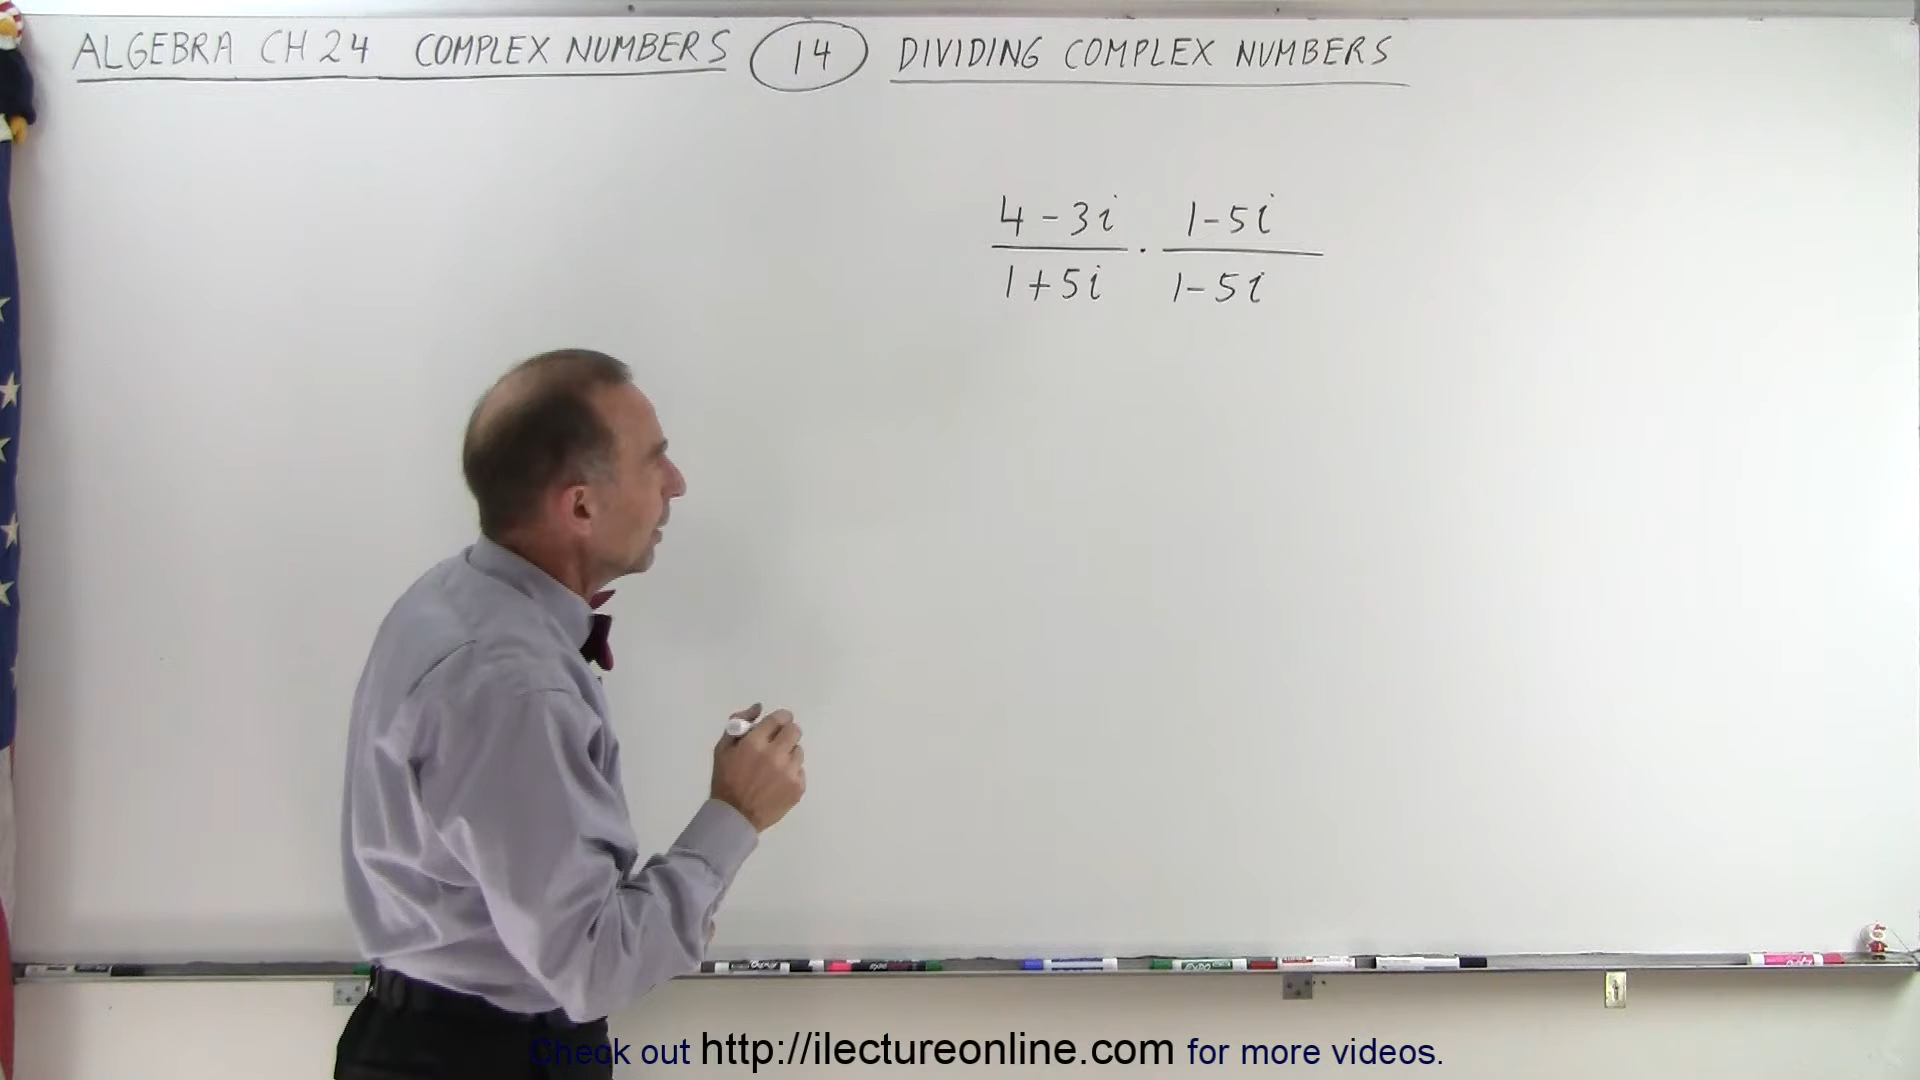 ALGEBRA CH 24 COMPLEX NUMBERS 14 DIVIDING COMPLEX NUMBERS
4 - 3i   1 - 5i
——— · ———
1 + 5i   1 - 5i
Check out http://ilectureonline.com for more videos.